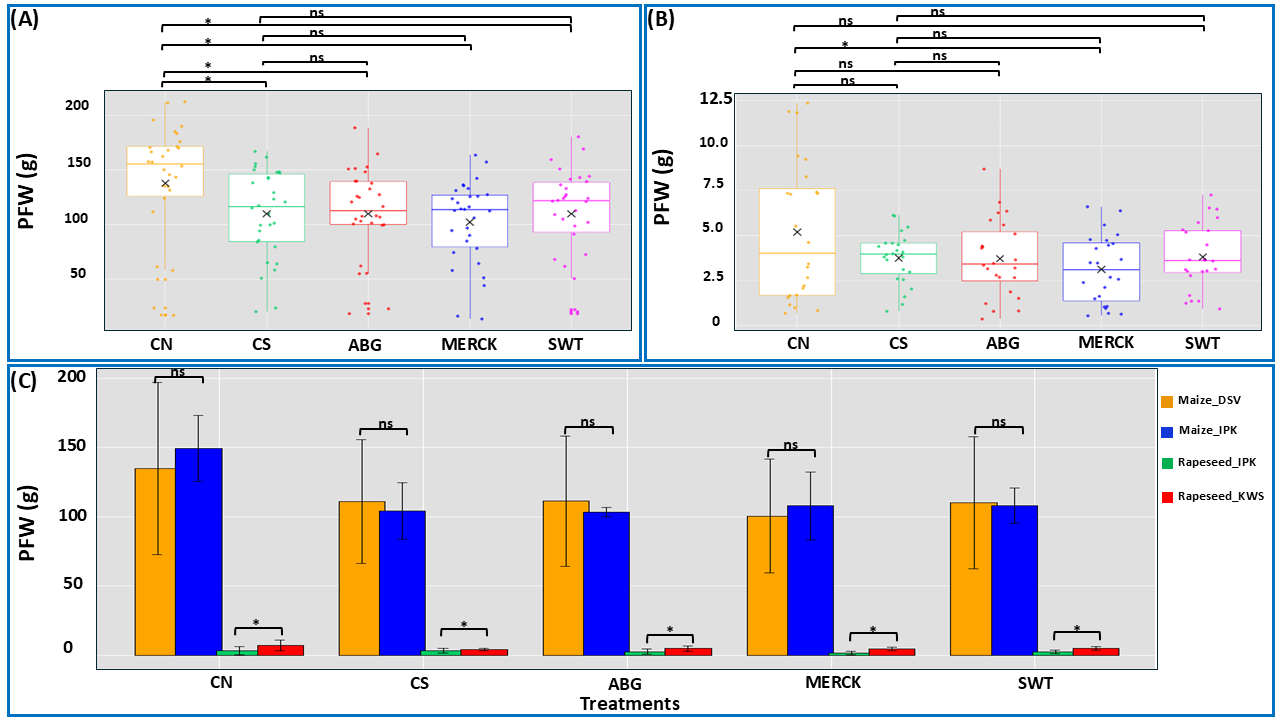 (A)
ns
*
ns
*
ns
*
*
200
150
100
50
PFW (g)
CN CS ABG MERCK SWT
(B)
ns
ns
ns
*
ns
ns
ns
12.5
10.0
7.5
5.0
2.5
0
PFW (g)
CN CS ABG MERCK SWT
(C)
200
150
100
50
0
PFW (g)
ns ns ns ns ns
* * * * *
CN CS ABG MERCK SWT
Treatments
Maize_DSV
Maize_IPK
Rapeseed_IPK
Rapeseed_KWS